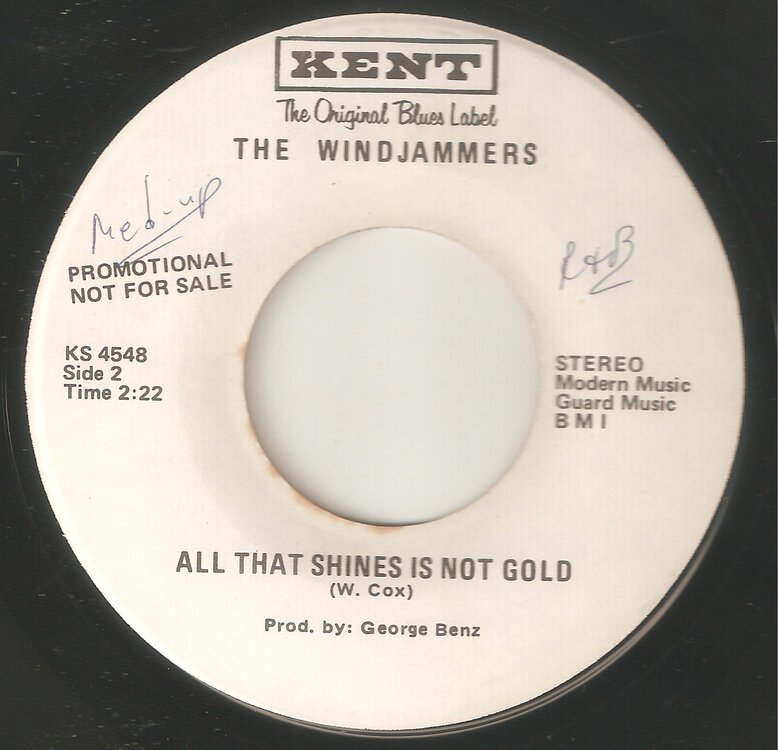 KENT
The Original Blues Label
THE WINDJAMMERS
Med-up
PROMOTIONAL
NOT FOR SALE
R+B
KS 4548
Side 2
Time 2:22
STEREO
Modern Music
Guard Music
B M I
ALL THAT SHINES IS NOT GOLD
(W. Cox)
Prod. by: George Benz